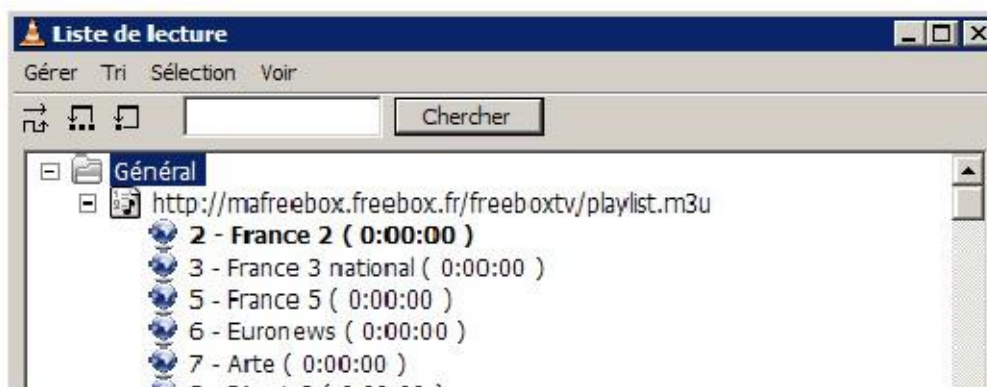 Liste de lecture
Gérer Tri Sélection Voir
Chercher
Général
http://mafreebox.freebox.fr/freeboxtv/playlist.m3u
2 - France 2 ( 0:00:00 )
3 - France 3 national ( 0:00:00 )
5 - France 5 ( 0:00:00 )
6 - Euronews ( 0:00:00 )
7 - Arte ( 0:00:00 )